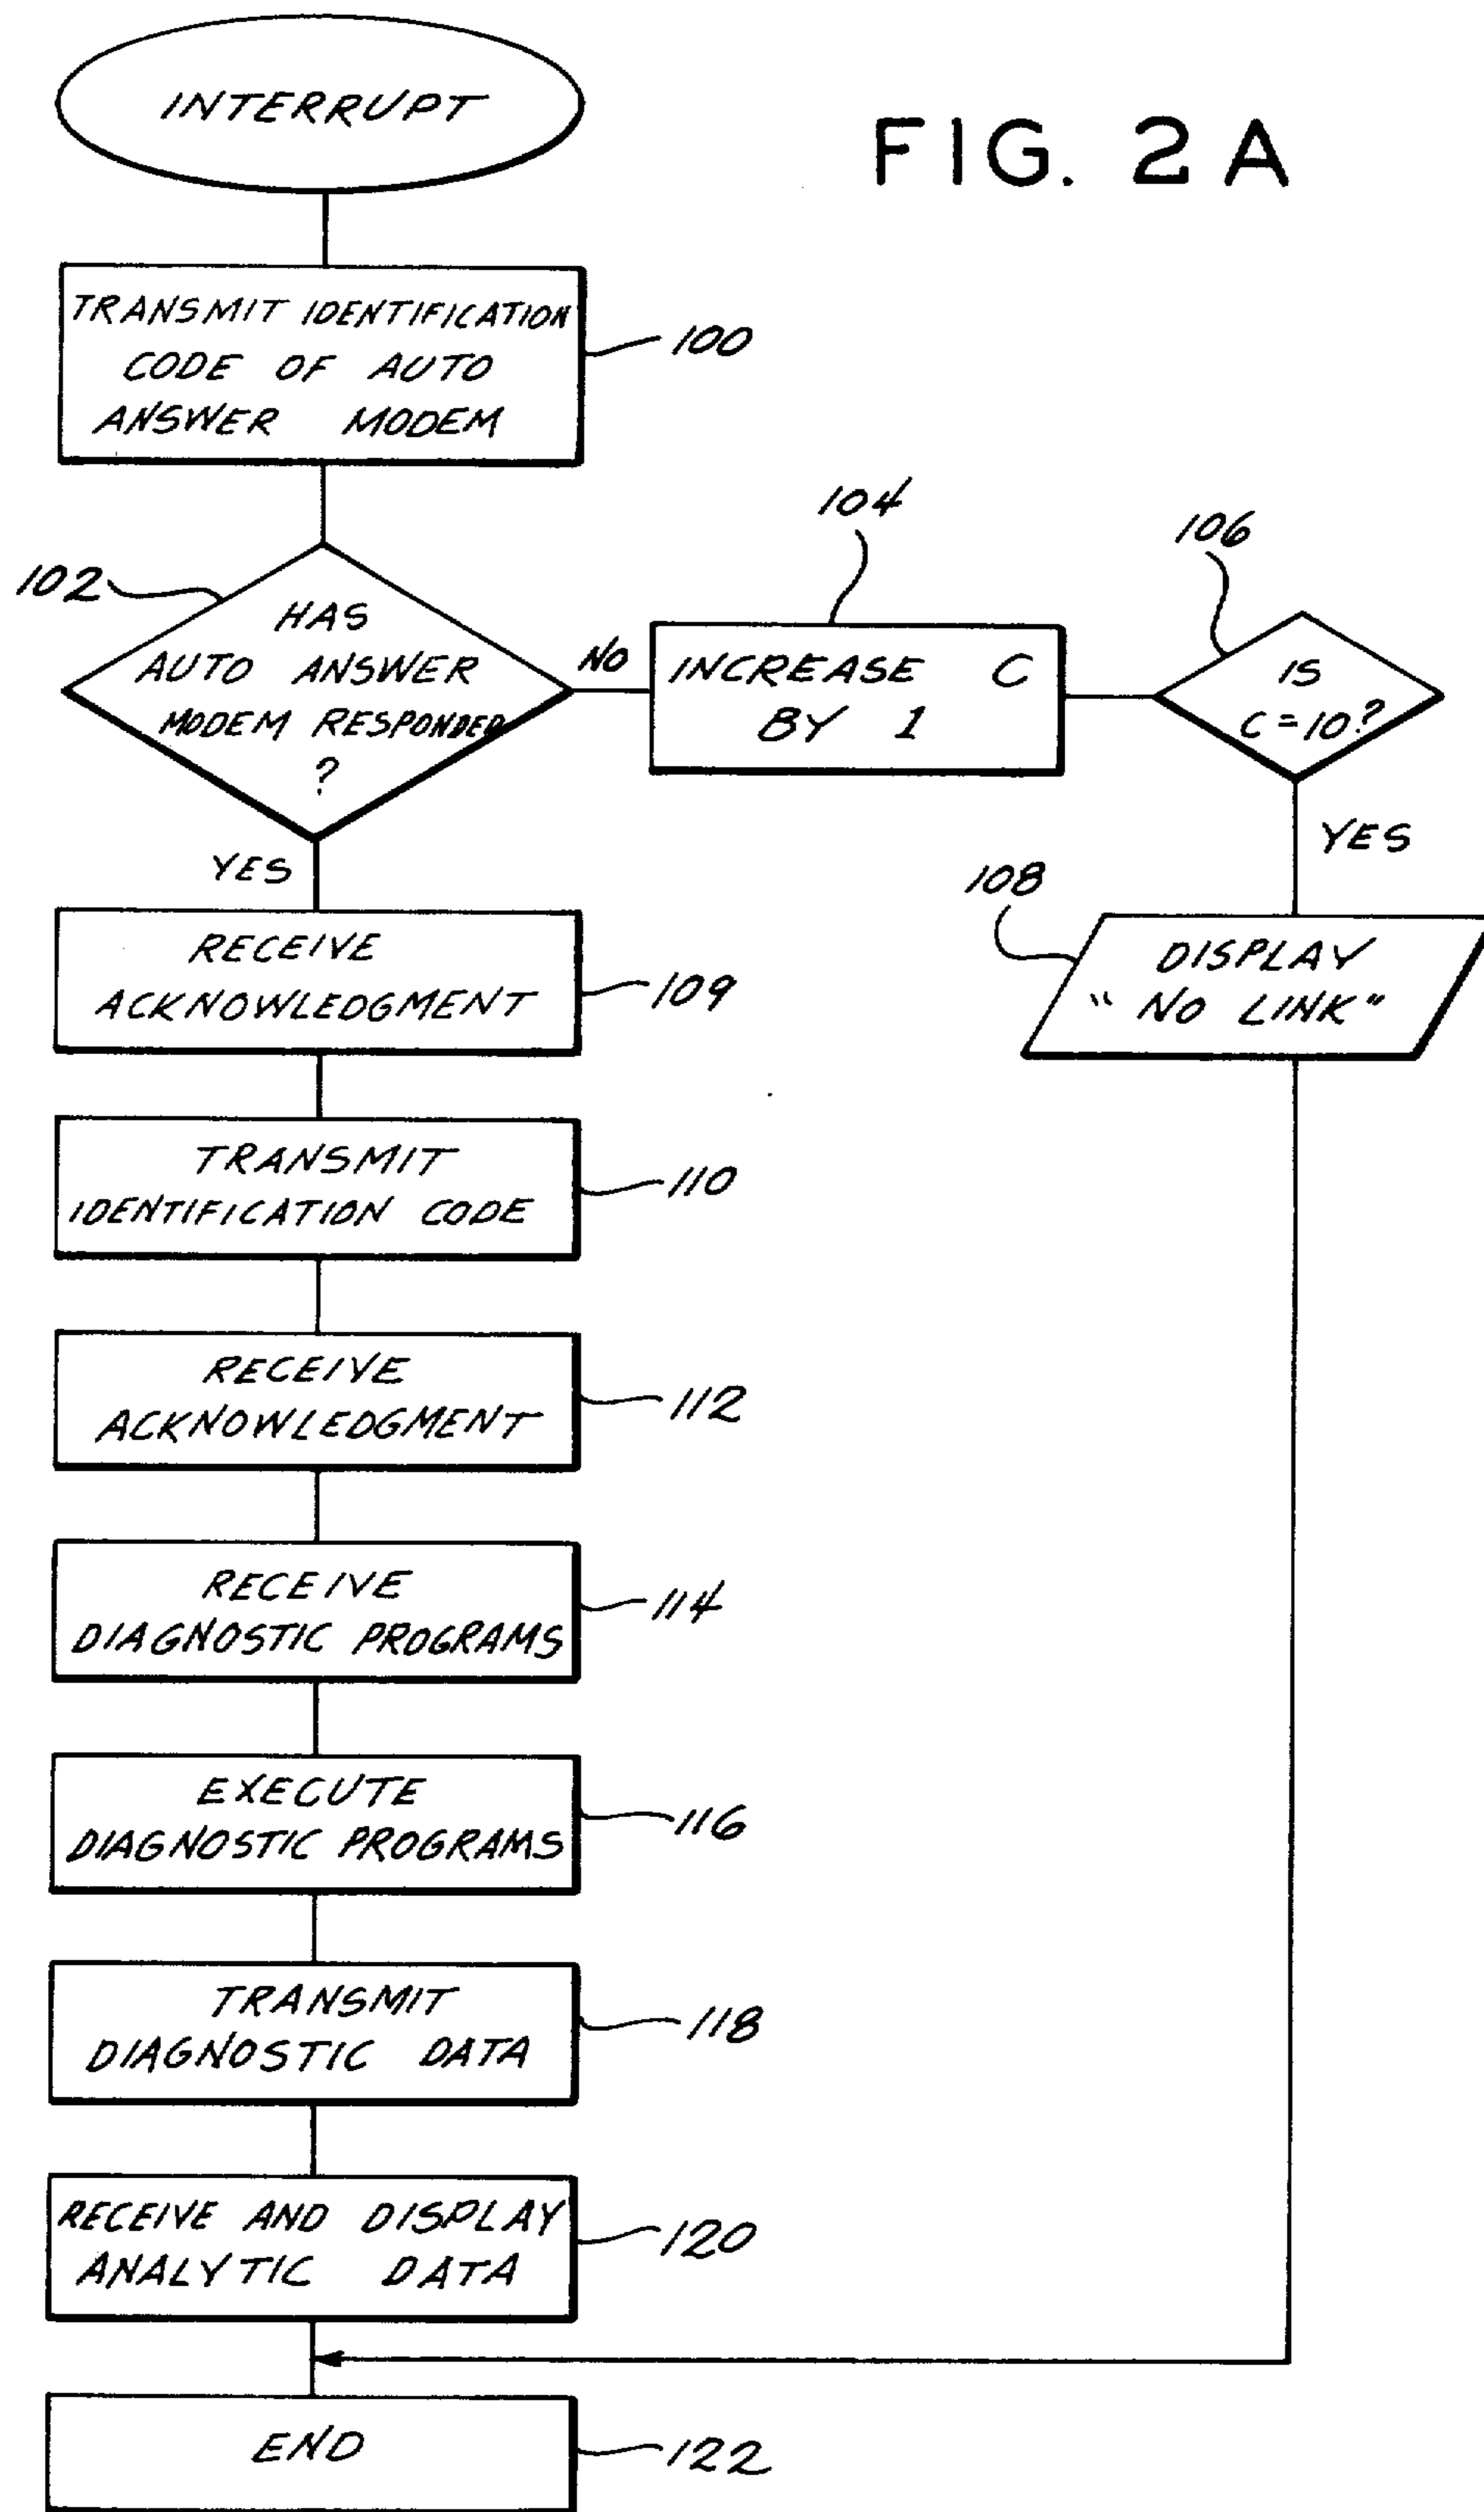 INTERRUPT
FIG. 2A
TRANSMIT IDENTIFICATION
CODE OF AUTO
ANSWER MODEM
100
102
HAS
AUTO ANSWER
MODEM RESPONDED
?
NO
104
INCREASE C
BY 1
106
IS
C=10?
YES
YES
108
DISPLAY
"NO LINK"
RECEIVE
ACKNOWLEDGMENT
109
TRANSMIT
IDENTIFICATION CODE
110
RECEIVE
ACKNOWLEDGMENT
112
RECEIVE
DIAGNOSTIC PROGRAMS
114
EXECUTE
DIAGNOSTIC PROGRAMS
116
TRANSMIT
DIAGNOSTIC DATA
118
RECEIVE AND DISPLAY
ANALYTIC DATA
120
END
122